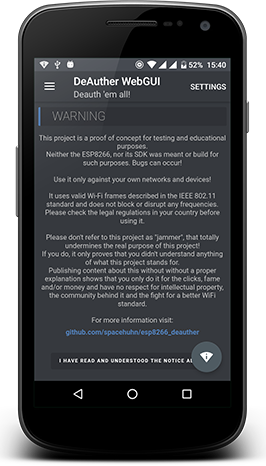 52% 15:40
DeAuther WebGUI
Deauth 'em all!
SETTINGS
WARNING
This project is a proof of concept for testing and educational
purposes.
Neither the ESP8266, nor its SDK was meant or build for
such purposes. Bugs can occur!
Use it only against your own networks and devices!
It uses valid Wi-Fi frames described in the IEEE 802.11
standard and does not block or disrupt any frequencies.
Please check the legal regulations in your country before
using it.
Please don't refer to this project as "jammer", that totally
undermines the real purpose of this project!
If you do, it only proves that you didn't understand anything
of what this project stands for.
Publishing content about this without without a proper
explanation shows that you only do it for the clicks, fame
and/or money and have no respect for intellectual property,
the community behind it and the fight for a better WiFi
standard.
For more information visit:
github.com/spacehuhn/esp8266_deauther
I HAVE READ AND UNDERSTOOD THE NOTICE